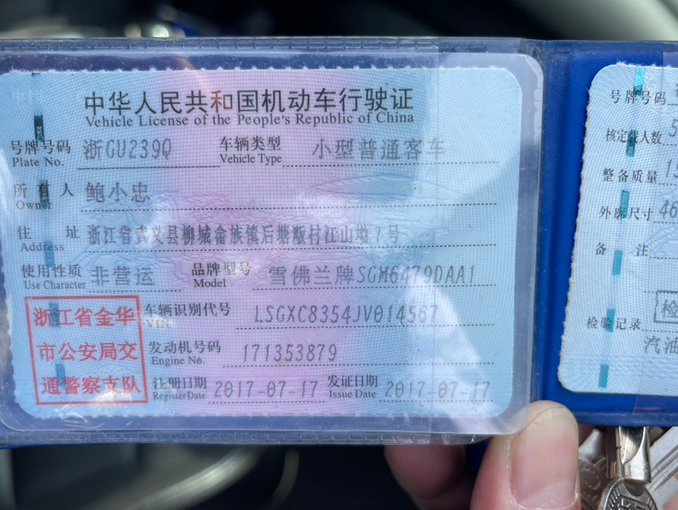 中华人民共和国机动车行驶证
Vehicle License of the People's Republic of China
号牌号码 浙GU239Q 车辆类型 小型普通客车
Plate No. Vehicle Type
所有人 鲍小忠
Owner
住址 浙江省武义县柳城畲族镇后塘畈村江山坳7号
Address
使用性质 非营运 品牌型号 雪佛兰牌SGM6479DAA1
Use Character Model
浙江省金华
市公安局交
通警察支队
车辆识别代号 LSGXC8354JV014567
VIN
发动机号码 171353879
Engine No.
注册日期 2017-07-17 发证日期 2017-07-17
Register Date Issue Date
号牌号码
核定载人数 5
整备质量
外廓尺寸 46
备注
检验记录
汽油